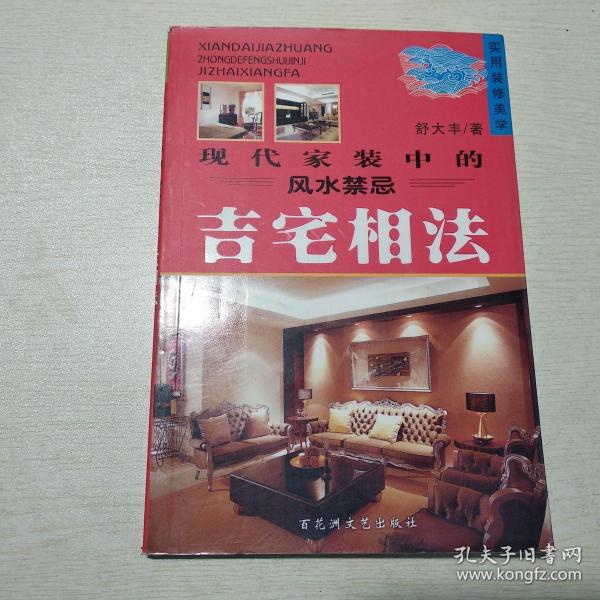 XIANDAIJIAZHUANG
ZHONGDEFENGSHUIJINJI
JIZHAIXIANGFA
实用装修美学
舒大丰/著
现代家装中的
风水禁忌
吉宅相法
百花洲文艺出版社
孔夫子旧书网
www.kongfz.com